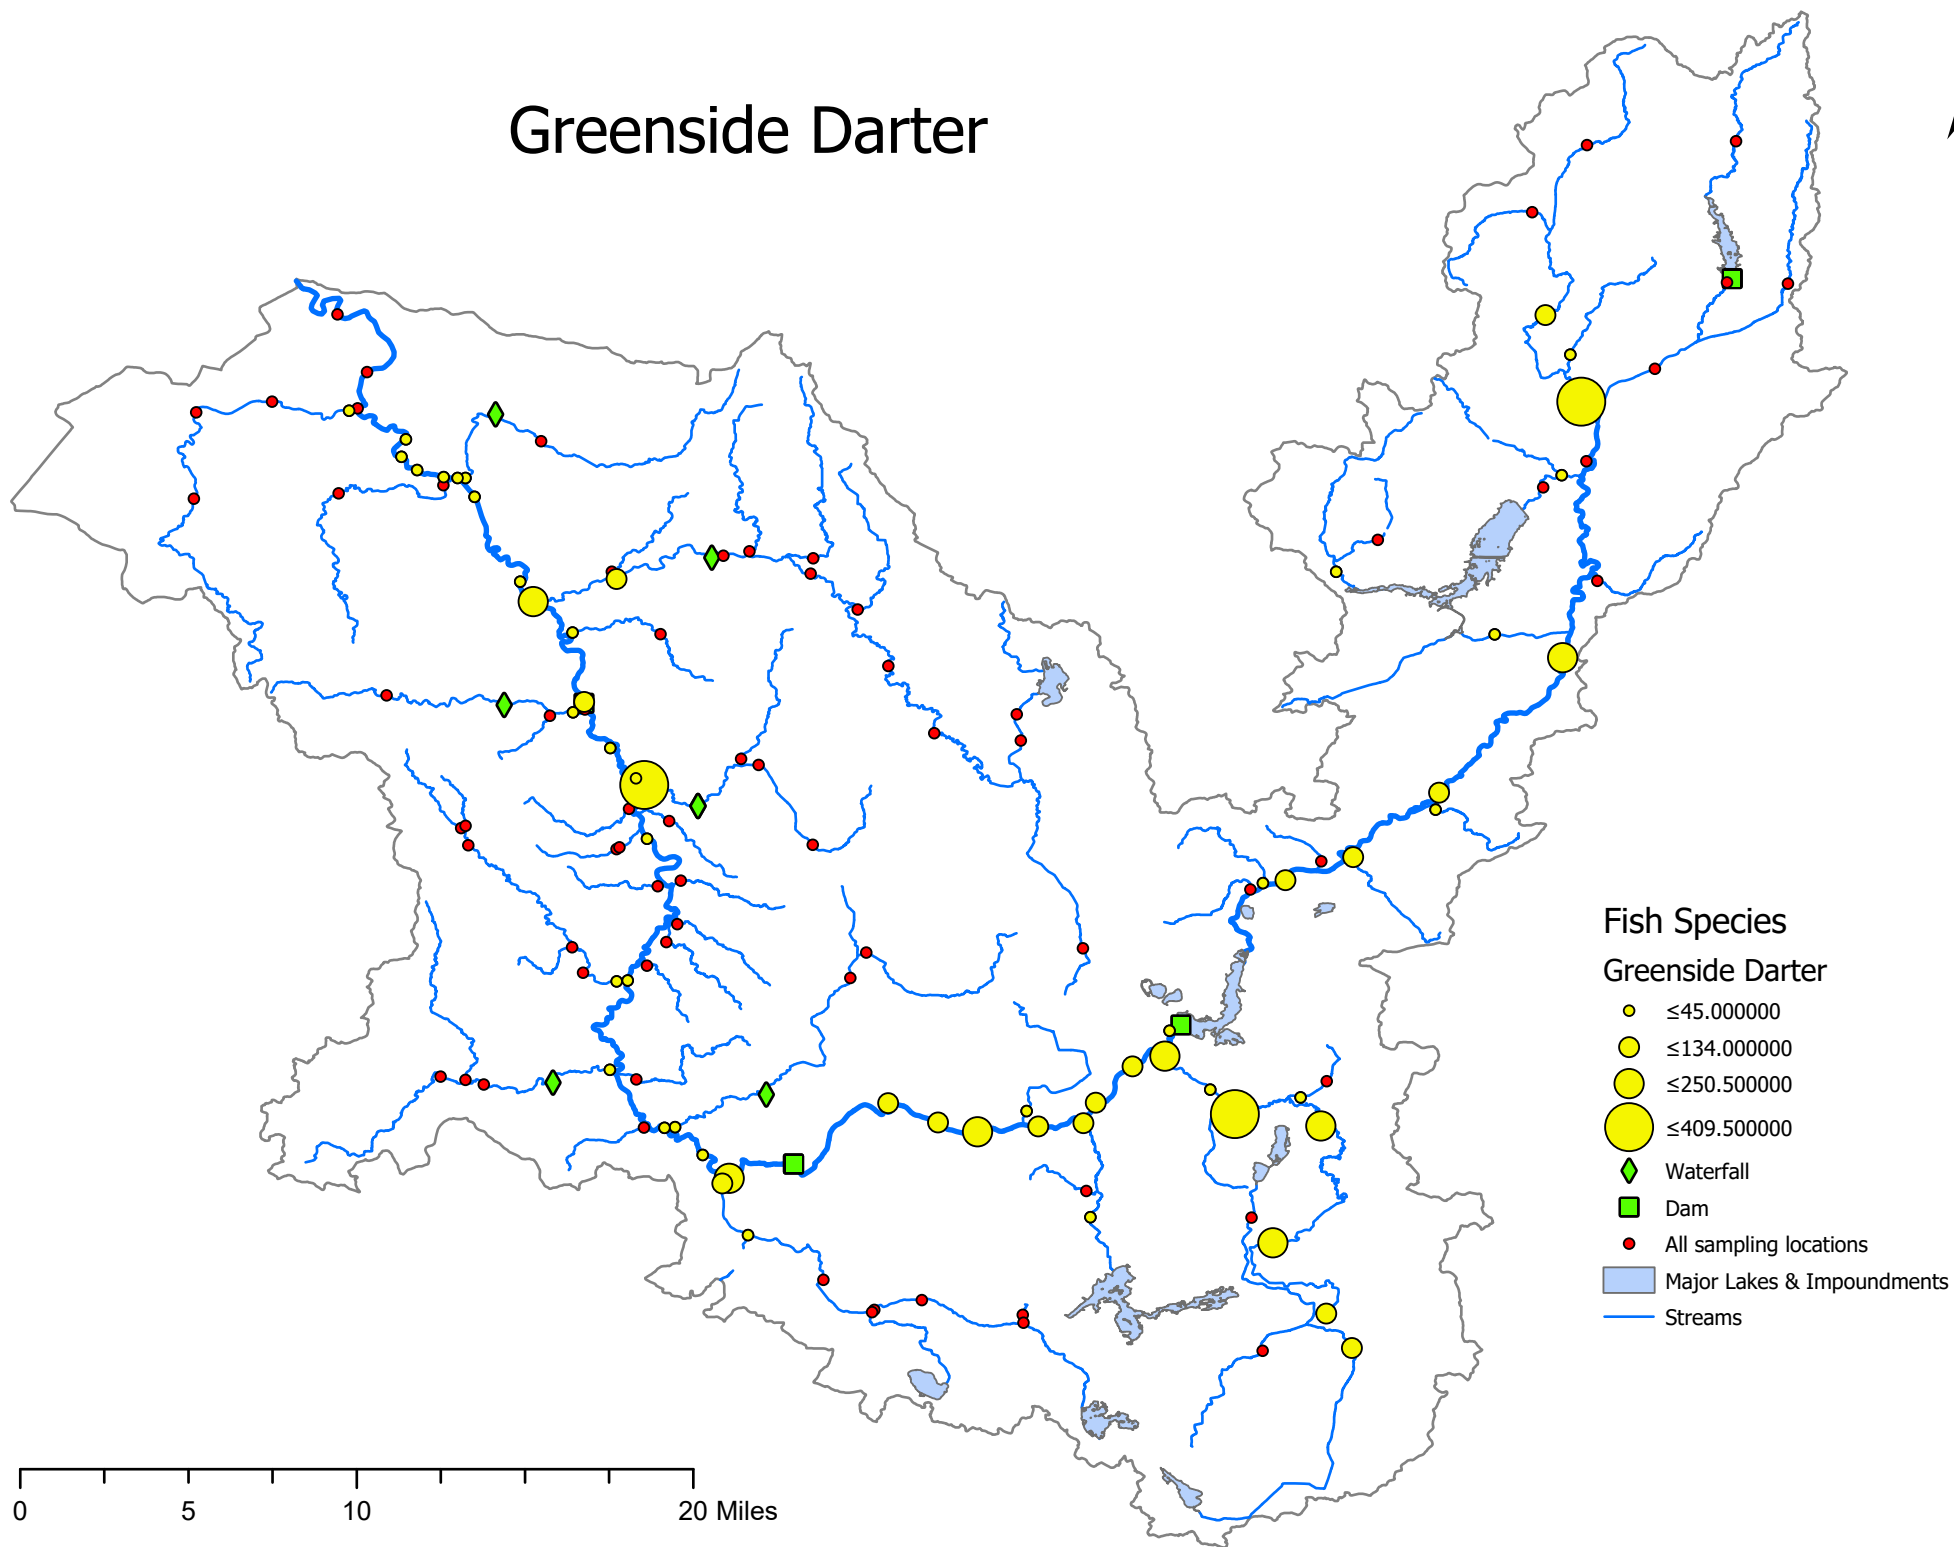 Greenside Darter
Fish Species
Greenside Darter
≤45.000000
≤134.000000
≤250.500000
≤409.500000
Waterfall
Dam
All sampling locations
Major Lakes & Impoundments
Streams
0 5 10 20 Miles